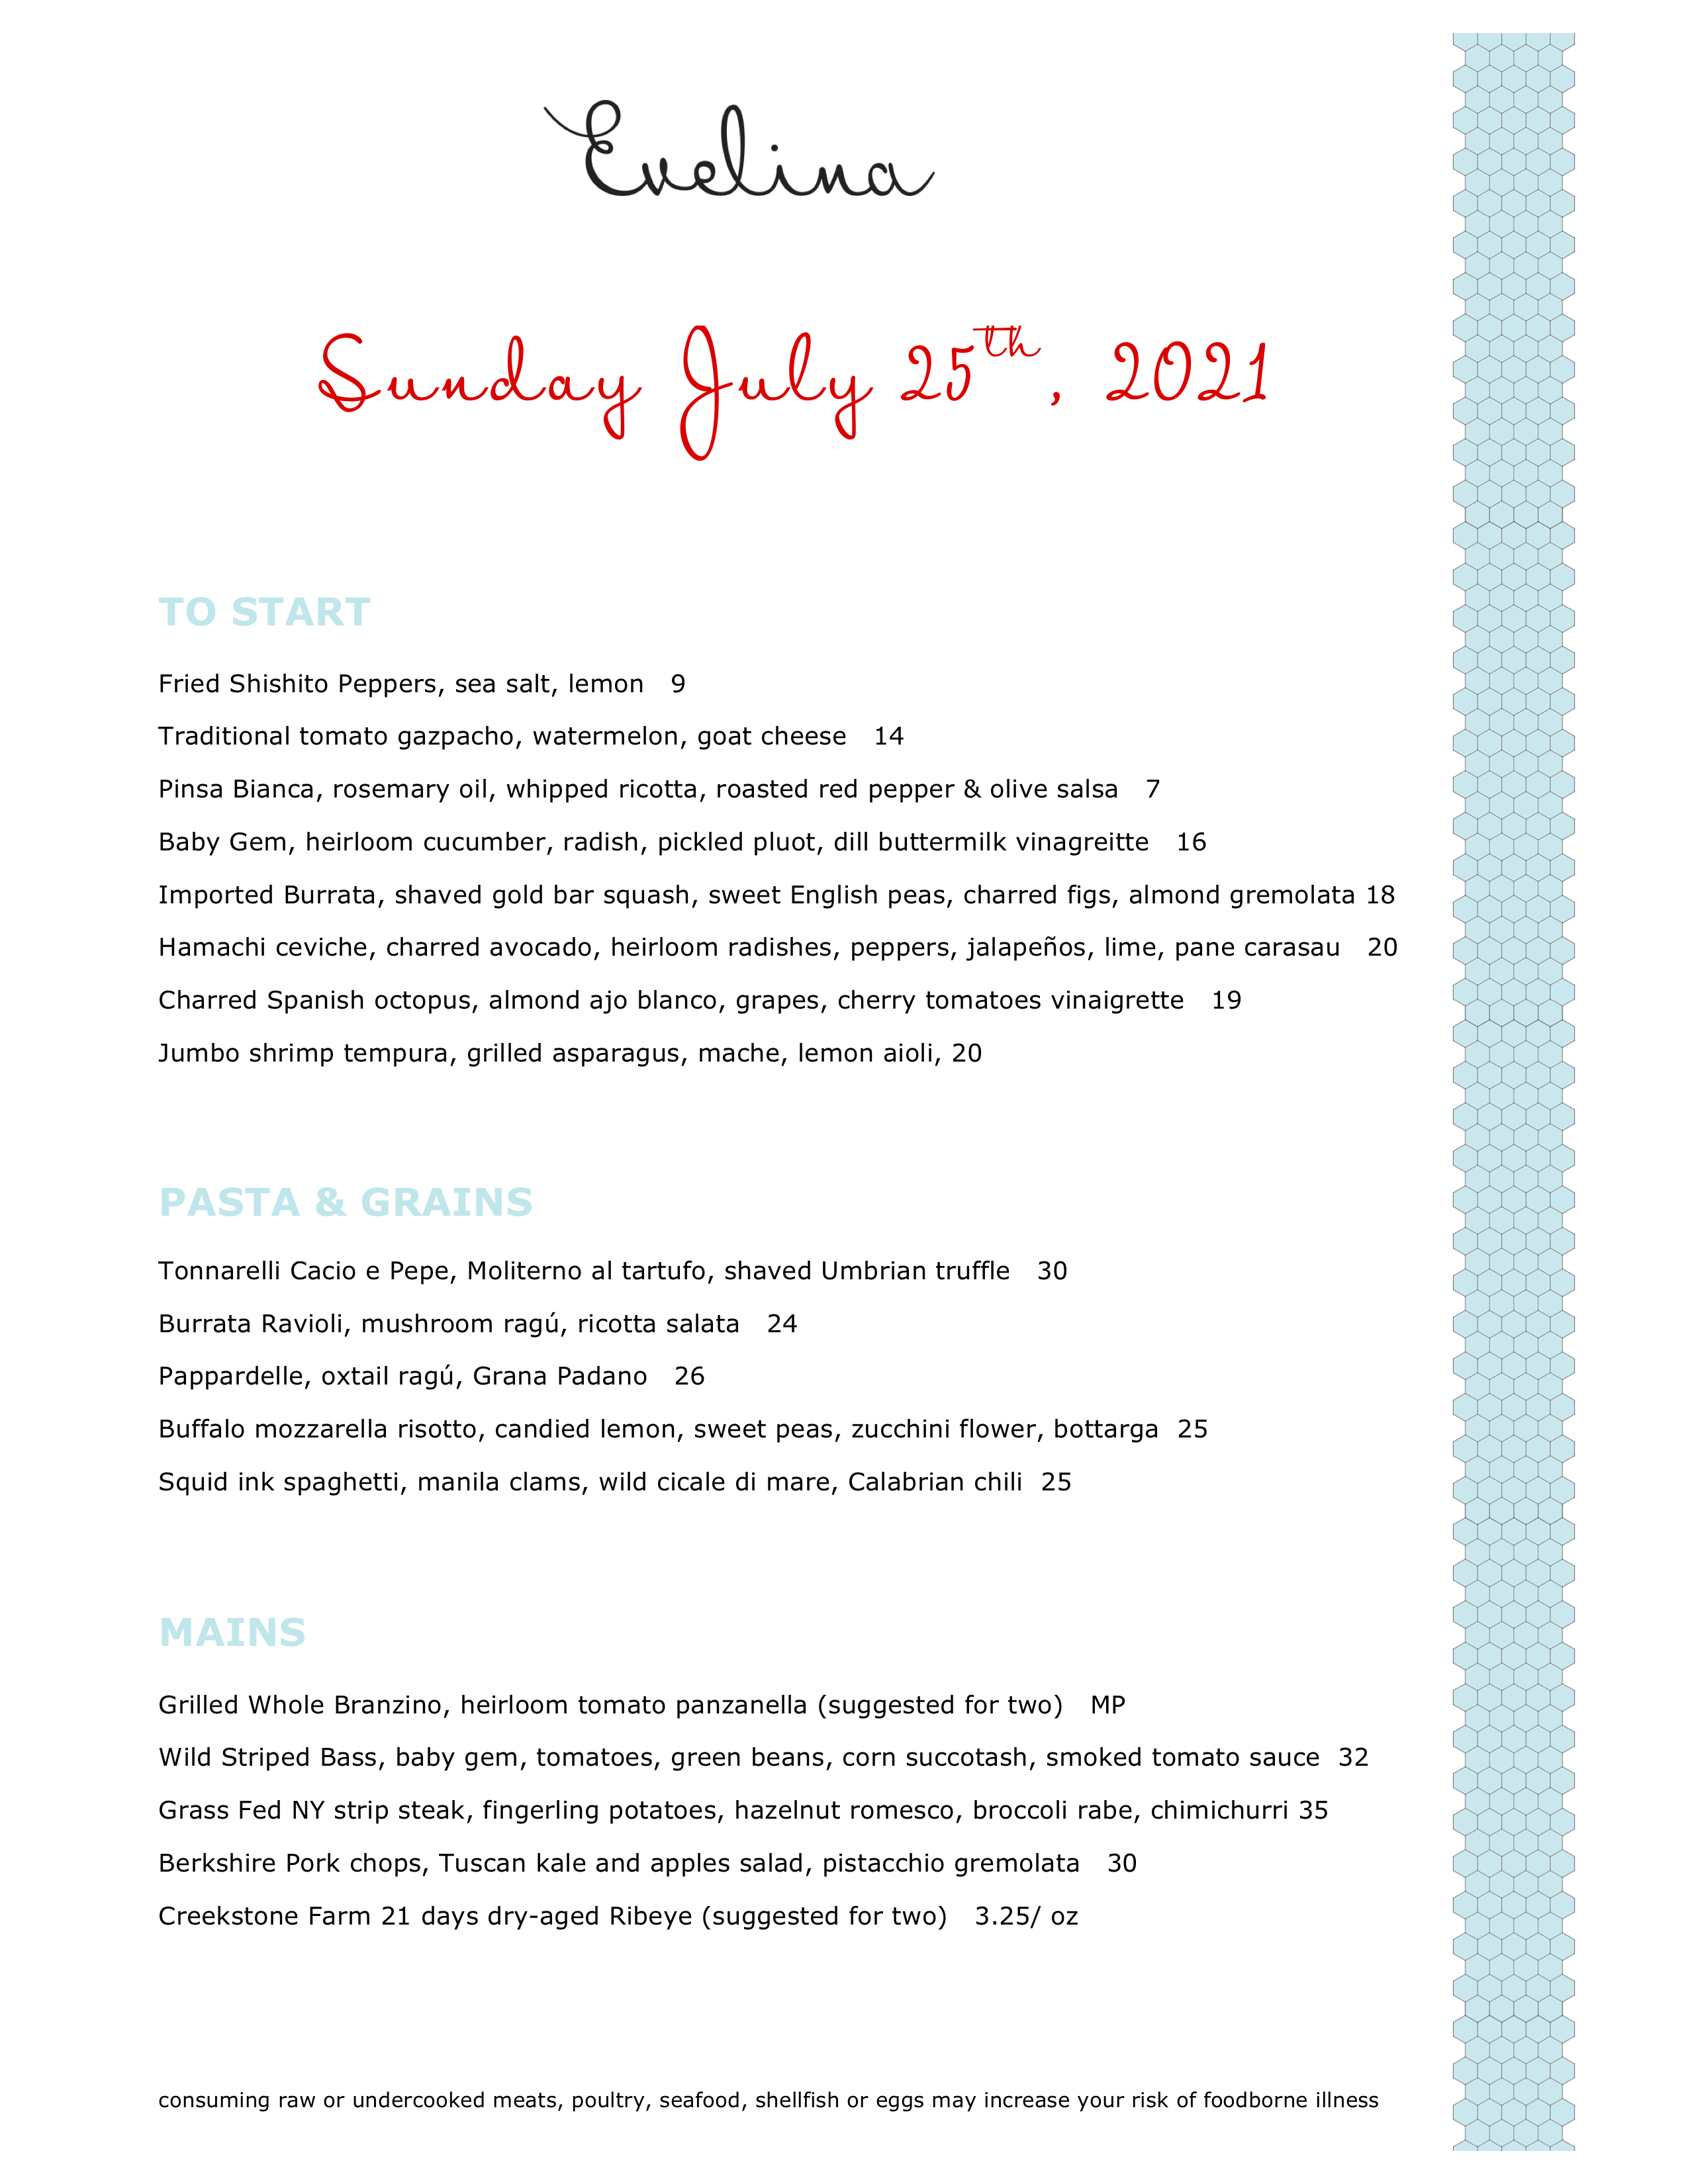 Evelina
Sunday July 25th, 2021
TO START
Fried Shishito Peppers, sea salt, lemon 9
Traditional tomato gazpacho, watermelon, goat cheese 14
Pinsa Bianca, rosemary oil, whipped ricotta, roasted red pepper & olive salsa 7
Baby Gem, heirloom cucumber, radish, pickled pluot, dill buttermilk vinagreitte 16
Imported Burrata, shaved gold bar squash, sweet English peas, charred figs, almond gremolata 18
Hamachi ceviche, charred avocado, heirloom radishes, peppers, jalapeños, lime, pane carasau 20
Charred Spanish octopus, almond ajo blanco, grapes, cherry tomatoes vinaigrette 19
Jumbo shrimp tempura, grilled asparagus, mache, lemon aioli, 20
PASTA & GRAINS
Tonnarelli Cacio e Pepe, Moliterno al tartufo, shaved Umbrian truffle 30
Burrata Ravioli, mushroom ragú, ricotta salata 24
Pappardelle, oxtail ragú, Grana Padano 26
Buffalo mozzarella risotto, candied lemon, sweet peas, zucchini flower, bottarga 25
Squid ink spaghetti, manila clams, wild cicale di mare, Calabrian chili 25
MAINS
Grilled Whole Branzino, heirloom tomato panzanella (suggested for two) MP
Wild Striped Bass, baby gem, tomatoes, green beans, corn succotash, smoked tomato sauce 32
Grass Fed NY strip steak, fingerling potatoes, hazelnut romesco, broccoli rabe, chimichurri 35
Berkshire Pork chops, Tuscan kale and apples salad, pistacchio gremolata 30
Creekstone Farm 21 days dry-aged Ribeye (suggested for two) 3.25/ oz
consuming raw or undercooked meats, poultry, seafood, shellfish or eggs may increase your risk of foodborne illness